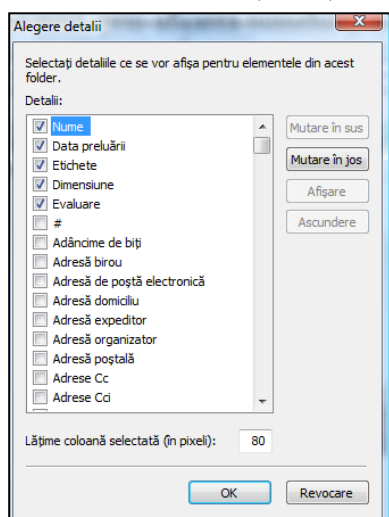 Alegere detalii
Selectați detaliile ce se vor afișa pentru elementele din acest
folder.
Detalii:
Nume
Data preluării
Etichete
Dimensiune
Evaluare
#
Adâncime de biți
Adresă birou
Adresă de poștă electronică
Adresă domiciliu
Adresă expeditor
Adresă organizator
Adresă poștală
Adrese Cc
Adrese Cci
Mutare în sus
Mutare în jos
Afișare
Ascundere
Lățime coloană selectată (în pixeli): 80
OK
Revocare